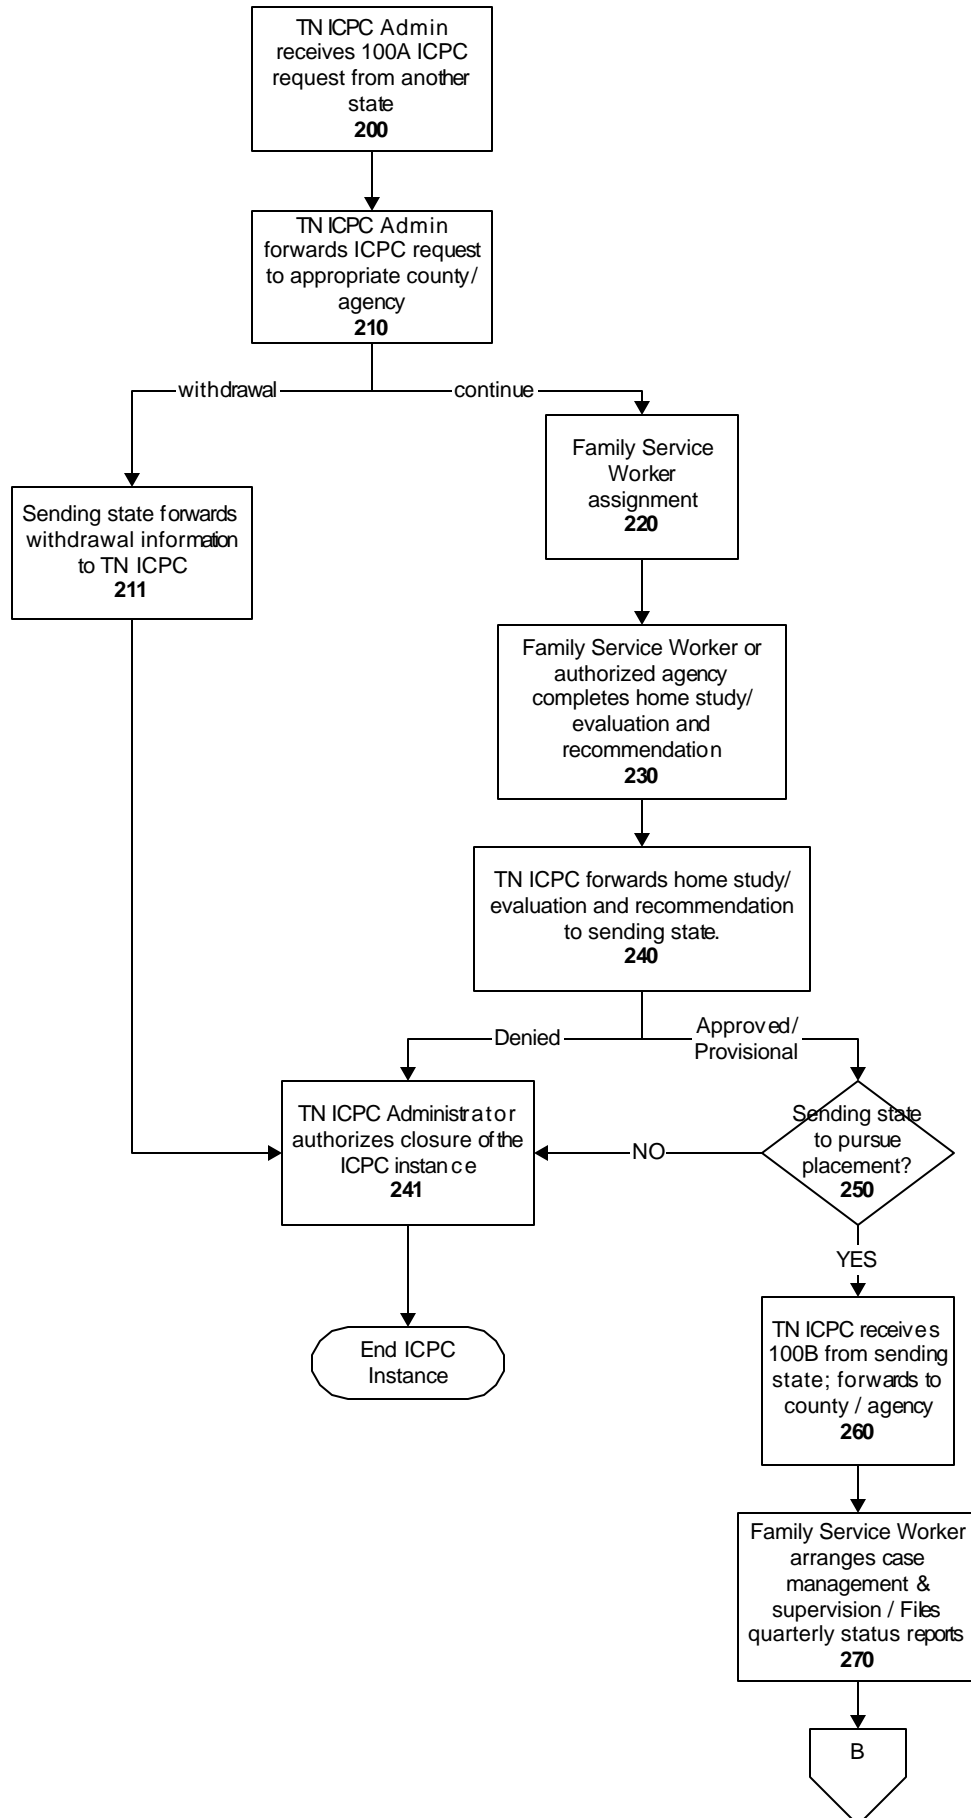 TN ICPC Admin
receives 100A ICPC
request from another
state
200
TN ICPC Admin
forwards ICPC request
to appropriate county/
agency
210
withdrawal
continue
Family Service
Worker
assignment
220
Sending state forwards
withdrawal information
to TN ICPC
211
Family Service Worker or
authorized agency
completes home study/
evaluation and
recommendation
230
TN ICPC forwards home study/
evaluation and recommendation
to sending state.
240
Denied
Approved/
Provisional
TN ICPC Administrator
authorizes closure of the
ICPC instance
241
NO
Sending state
to pursue
placement?
250
YES
End ICPC
Instance
TN ICPC receives
100B from sending
state; forwards to
county / agency
260
Family Service Worker
arranges case
management &
supervision / Files
quarterly status reports
270
B